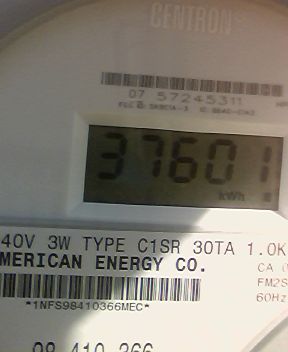 CENTRON
07 57245311
37601
kWh
40V 3W TYPE C1SR 30TA 1.0K
MERICAN ENERGY CO.
CA 0
FM2S
60Hz
*1NFS98410366MEC*
98 410 366